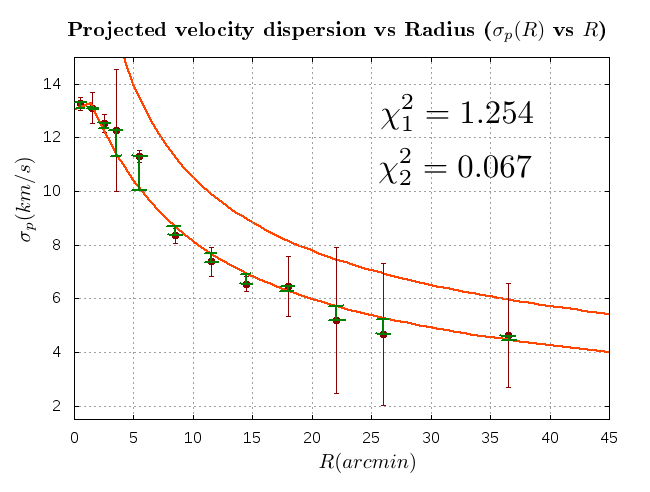 Projected velocity dispersion vs Radius (σₚ(R) vs R)
χ₁² = 1.254
χ₂² = 0.067
σₚ(km/s)
14
12
10
8
6
4
2
0 5 10 15 20 25 30 35 40 45
R(arcmin)